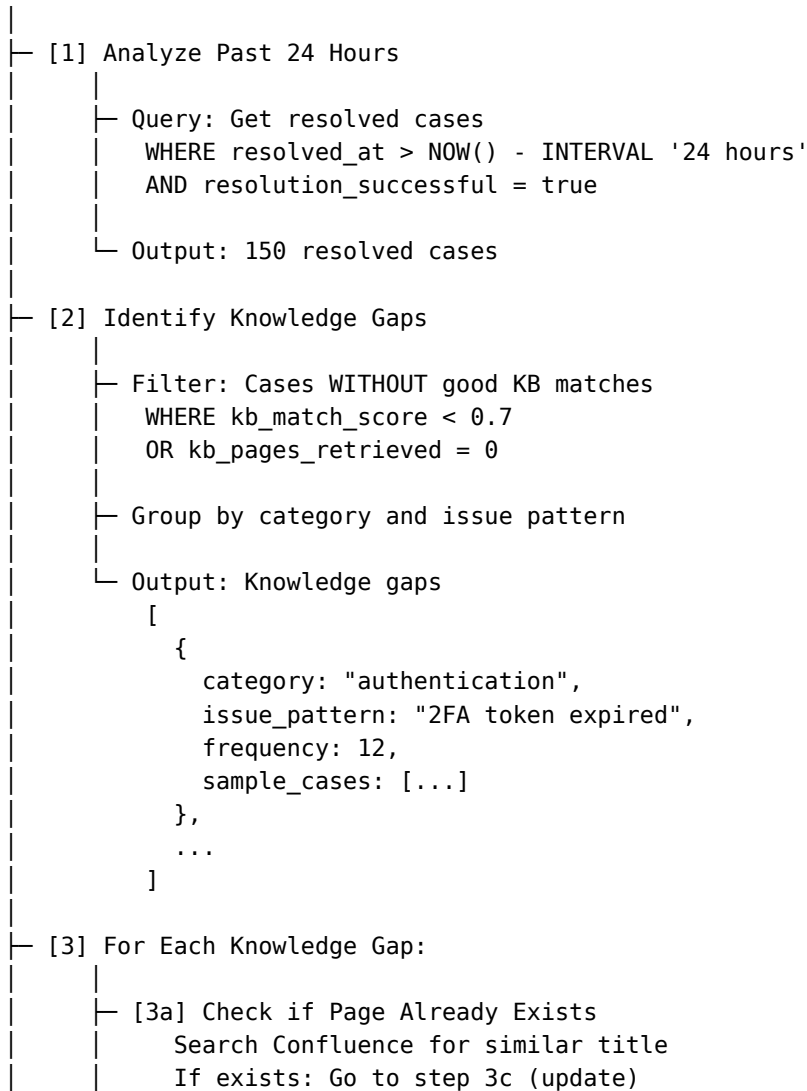 │
├─ [1] Analyze Past 24 Hours
│    │
│    ├─ Query: Get resolved cases
│    │   WHERE resolved_at > NOW() - INTERVAL '24 hours'
│    │   AND resolution_successful = true
│    │
│    └─ Output: 150 resolved cases
│
├─ [2] Identify Knowledge Gaps
│    │
│    ├─ Filter: Cases WITHOUT good KB matches
│    │   WHERE kb_match_score < 0.7
│    │   OR kb_pages_retrieved = 0
│    │
│    ├─ Group by category and issue pattern
│    │
│    └─ Output: Knowledge gaps
│        [
│          {
│            category: "authentication",
│            issue_pattern: "2FA token expired",
│            frequency: 12,
│            sample_cases: [...]
│          },
│          ...
│        ]
│
├─ [3] For Each Knowledge Gap:
│    │
│    ├─ [3a] Check if Page Already Exists
│    │     Search Confluence for similar title
│    │     If exists: Go to step 3c (update)